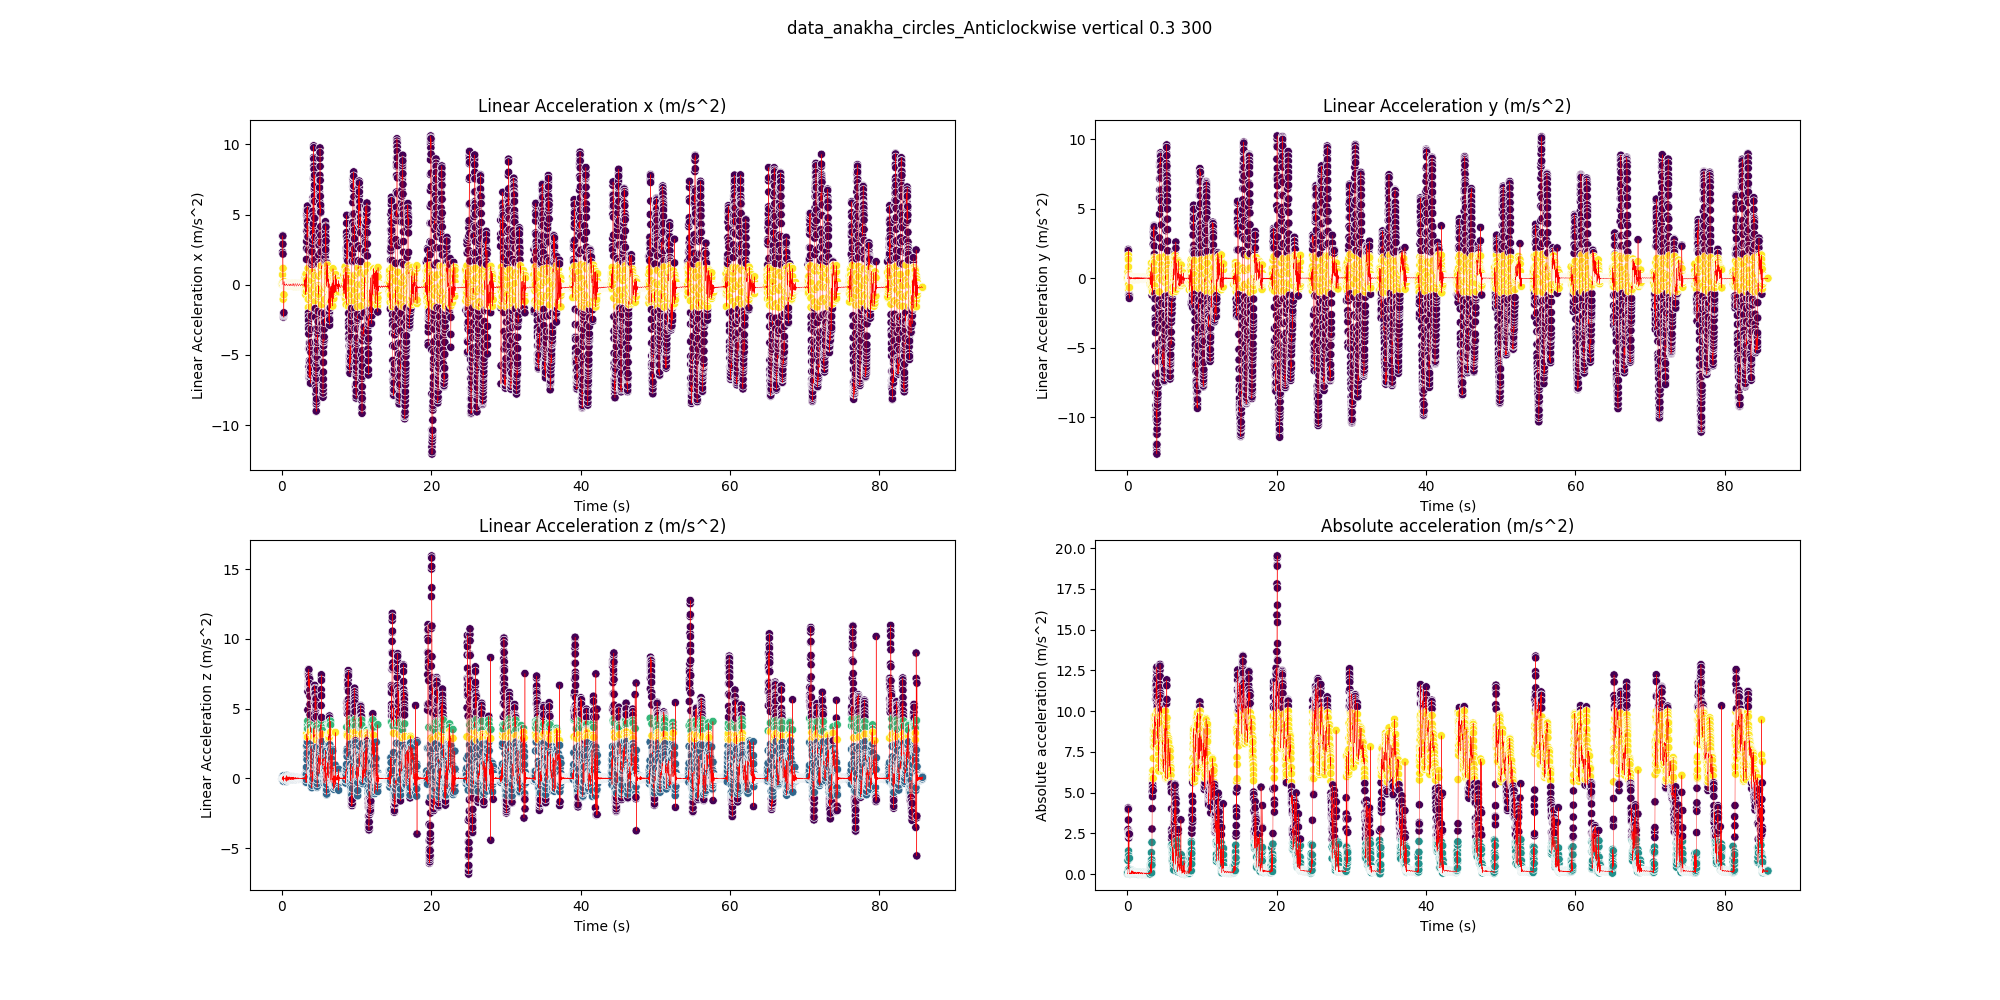 data_anakha_circles_Anticlockwise vertical 0.3 300
Linear Acceleration x (m/s^2)
Linear Acceleration x (m/s^2)
10
5
0
−5
−10
0 20 40 60 80
Time (s)
Linear Acceleration y (m/s^2)
Linear Acceleration y (m/s^2)
10
5
0
−5
−10
0 20 40 60 80
Time (s)
Linear Acceleration z (m/s^2)
Linear Acceleration z (m/s^2)
15
10
5
0
−5
0 20 40 60 80
Time (s)
Absolute acceleration (m/s^2)
Absolute acceleration (m/s^2)
20.0
17.5
15.0
12.5
10.0
7.5
5.0
2.5
0.0
0 20 40 60 80
Time (s)